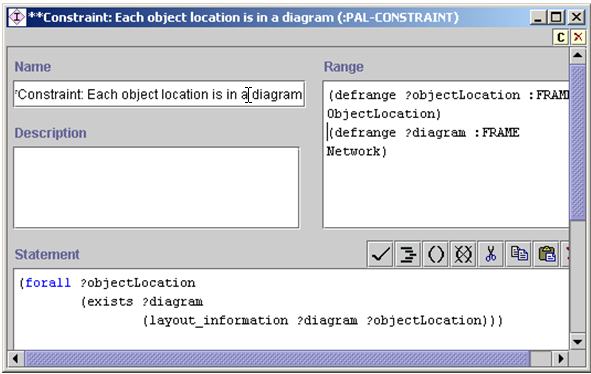 **Constraint: Each object location is in a diagram (:PAL-CONSTRAINT)
C
Name
Constraint: Each object location is in a diagram
Range
(defrange ?objectLocation :FRAME
ObjectLocation)
(defrange ?diagram :FRAME
Network)
Description
Statement
(forall ?objectLocation
(exists ?diagram
(layout_information ?diagram ?objectLocation)))